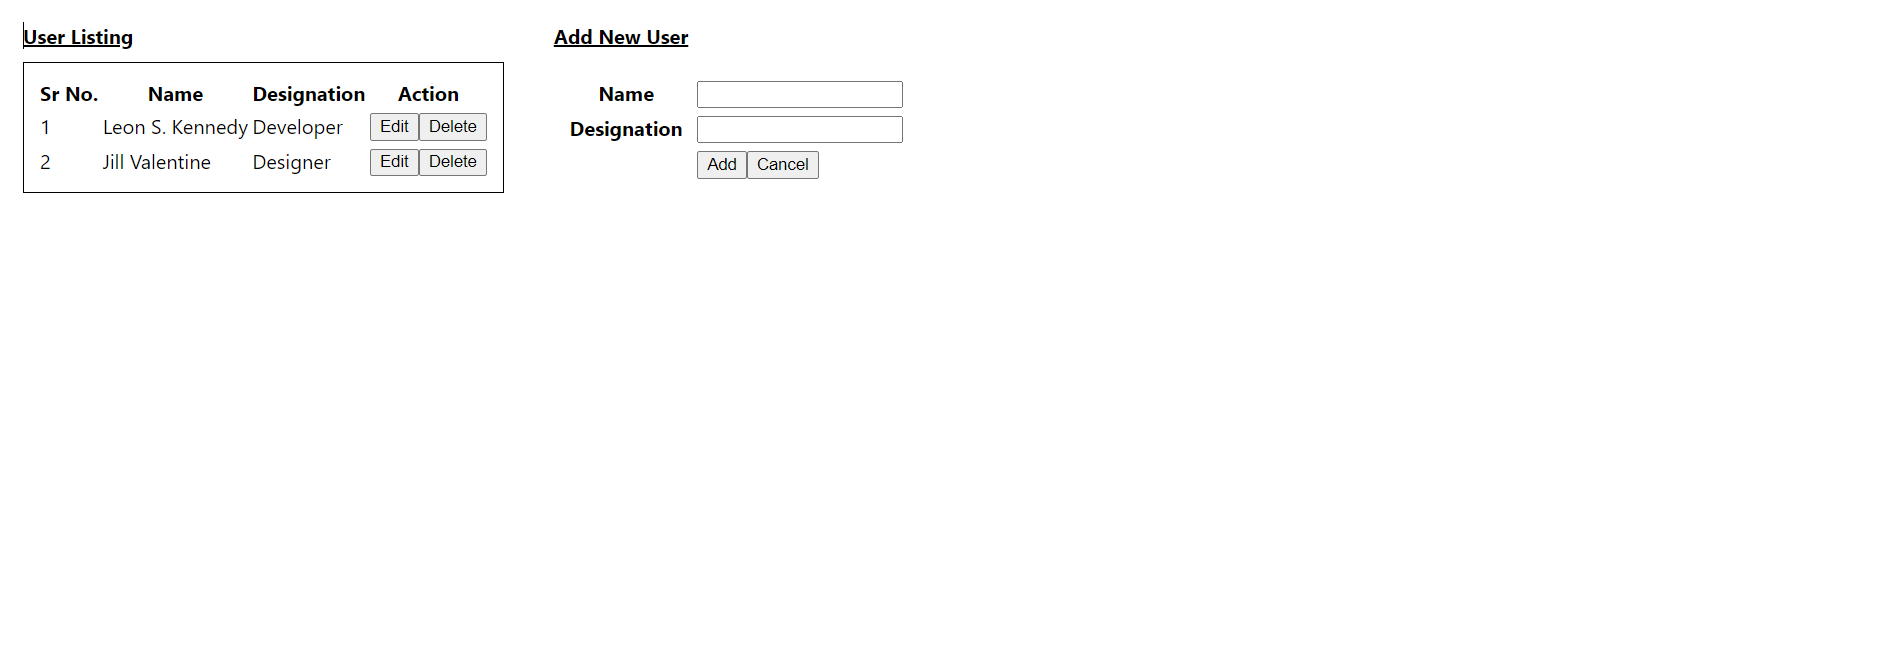 User Listing
Sr No. Name Designation Action
1 Leon S. Kennedy Developer Edit Delete
2 Jill Valentine Designer Edit Delete
Add New User
Name
Designation
Add Cancel